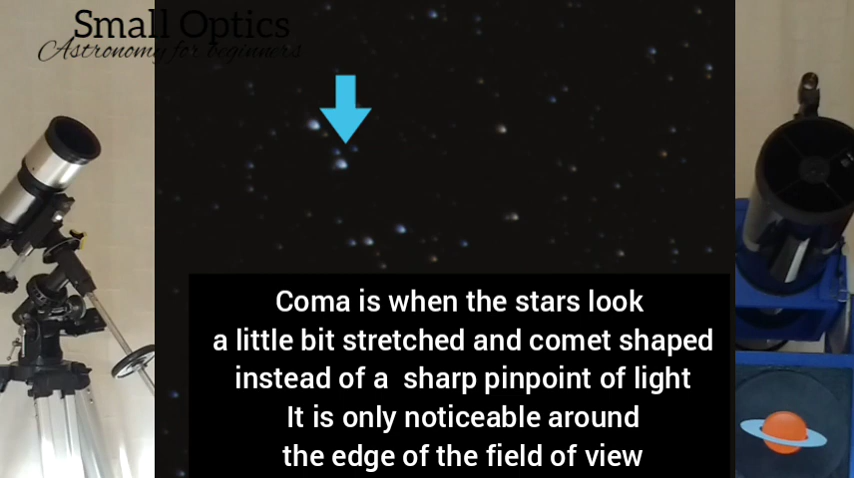 Small Optics
Astronomy for beginners
Coma is when the stars look
a little bit stretched and comet shaped
instead of a  sharp pinpoint of light
It is only noticeable around
the edge of the field of view